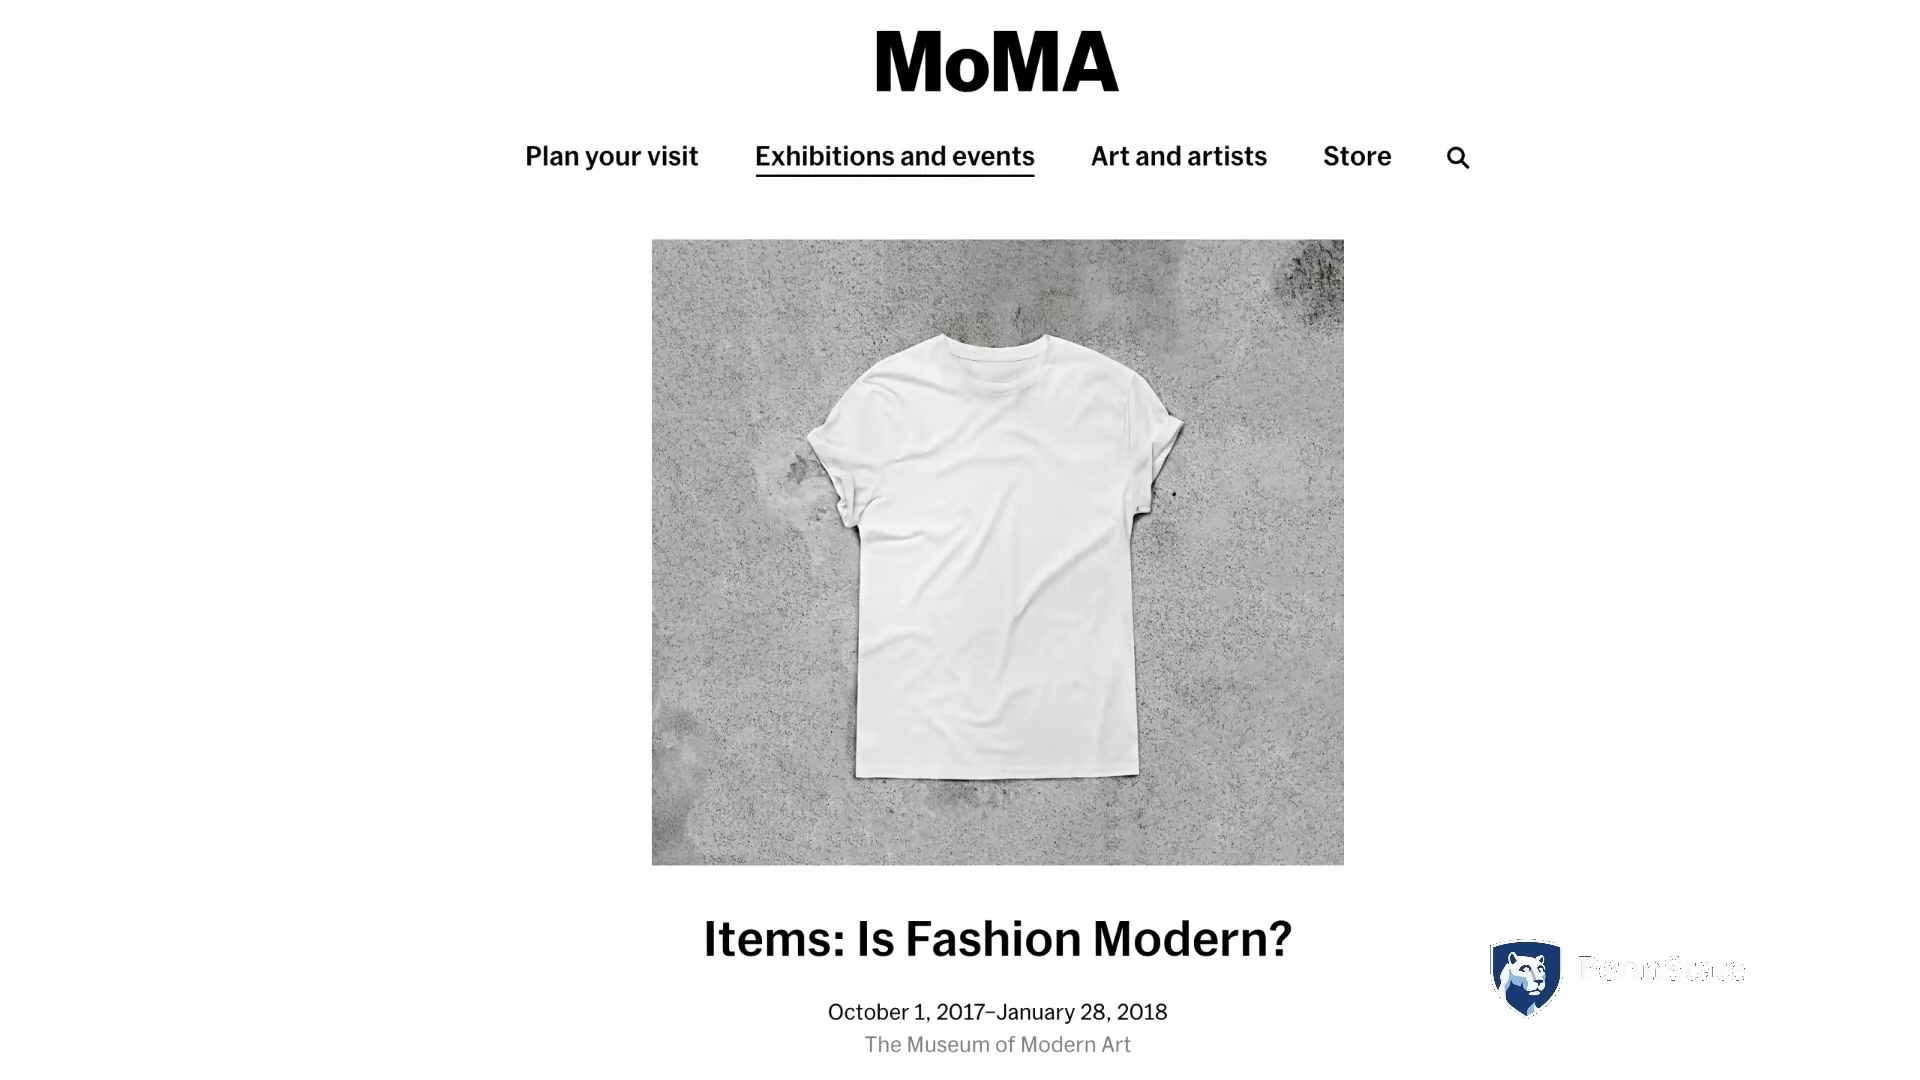 MoMA
Plan your visit Exhibitions and events Art and artists Store
Items: Is Fashion Modern?
October 1, 2017–January 28, 2018
The Museum of Modern Art
PennState